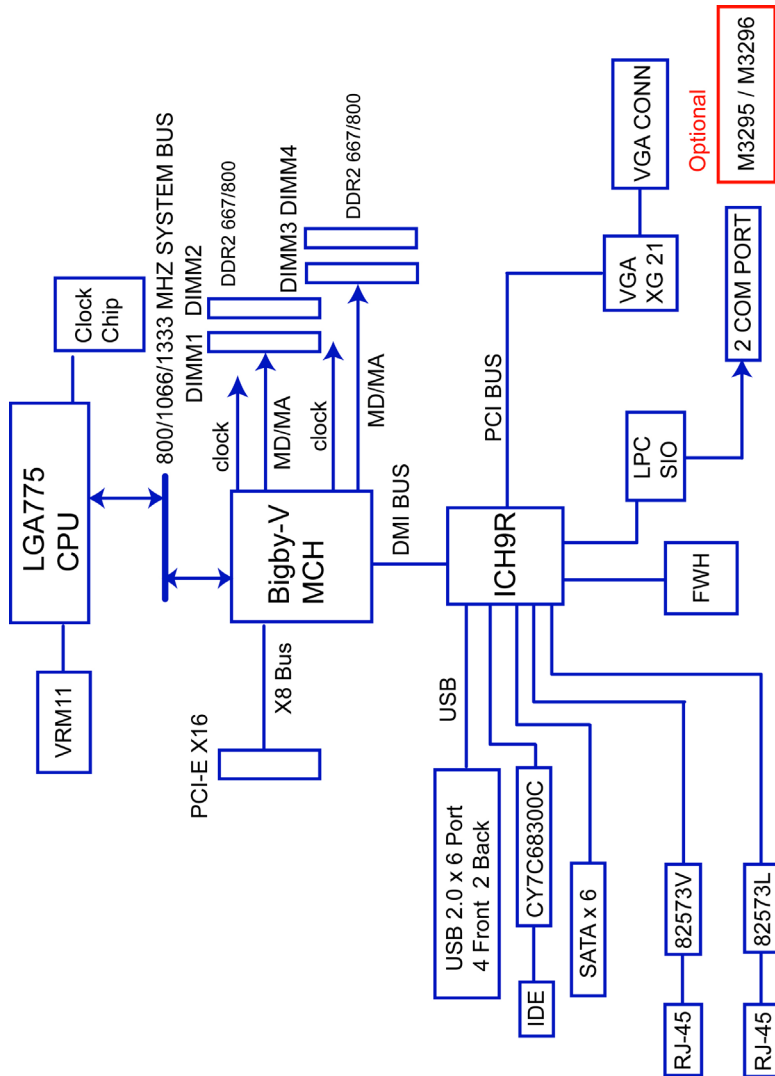 VRM11
LGA775
CPU
Clock
Chip
800/1066/1333 MHZ SYSTEM BUS
PCI-E X16
X8 Bus
Bigby-V
MCH
clock
MD/MA
clock
MD/MA
DIMM1 DIMM2
DDR2 667/800
DIMM3 DIMM4
DDR2 667/800
DMI BUS
USB
ICH9R
PCI BUS
VGA
XG 21
VGA CONN
Optional
M3295 / M3296
USB 2.0 x 6 Port
4 Front 2 Back
IDE
CY7C68300C
SATA x 6
FWH
LPC
SIO
2 COM PORT
RJ-45
82573V
RJ-45
82573L